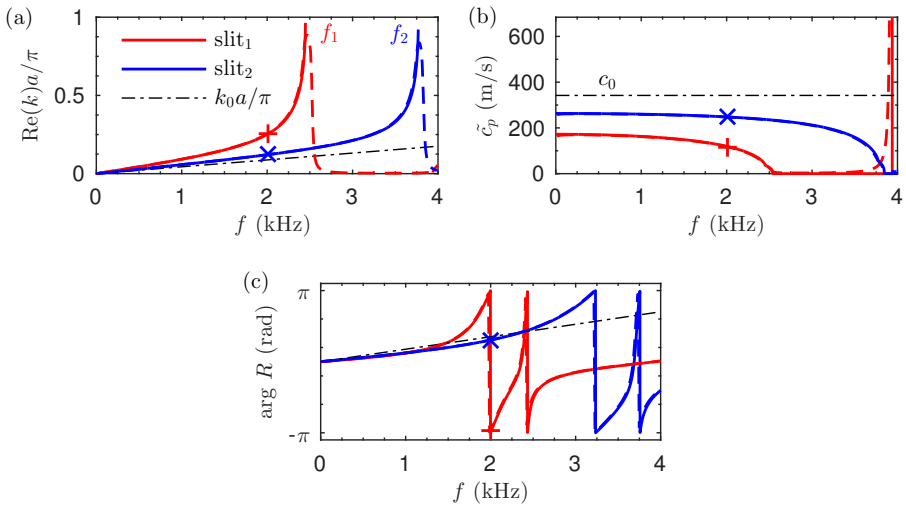 (a)
Re(k)a/π
1
0.5
0
slit₁
slit₂
k₀a/π
f₁
f₂
0 1 2 3 4
f (kHz)
(b)
c̃ₚ (m/s)
600
400
200
0
c₀
0 1 2 3 4
f (kHz)
(c)
arg R (rad)
π
-π
0 1 2 3 4
f (kHz)